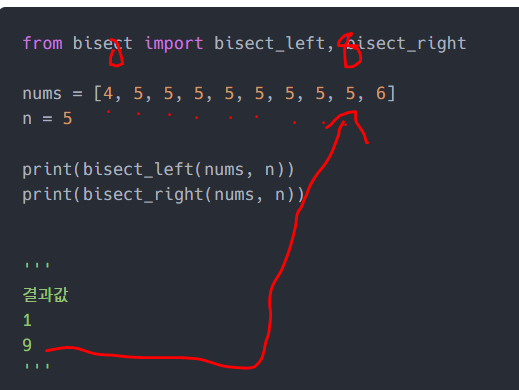 from bisect import bisect_left, bisect_right
nums = [4, 5, 5, 5, 5, 5, 5, 5, 5, 6]
n = 5
print(bisect_left(nums, n))
print(bisect_right(nums, n))
'''
결과값
1
9
'''